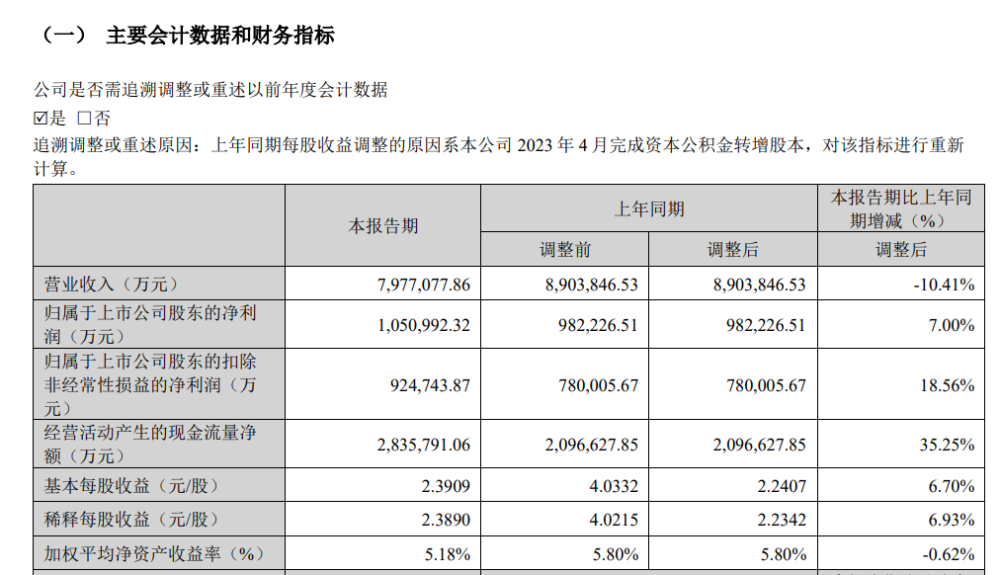 （一） 主要会计数据和财务指标
公司是否需追溯调整或重述以前年度会计数据
☑是 □否
追溯调整或重述原因：上年同期每股收益调整的原因系本公司 2023 年 4 月完成资本公积金转增股本，对该指标进行重新
计算。
本报告期 上年同期 本报告期比上年同
期增减（%）
调整前 调整后 调整后
营业收入（万元） 7,977,077.86 8,903,846.53 8,903,846.53 -10.41%
归属于上市公司股东的净利
润（万元） 1,050,992.32 982,226.51 982,226.51 7.00%
归属于上市公司股东的扣除
非经常性损益的净利润（万 924,743.87 780,005.67 780,005.67 18.56%
元）
经营活动产生的现金流量净
额（万元） 2,835,791.06 2,096,627.85 2,096,627.85 35.25%
基本每股收益（元/股） 2.3909 4.0332 2.2407 6.70%
稀释每股收益（元/股） 2.3890 4.0215 2.2342 6.93%
加权平均净资产收益率（%） 5.18% 5.80% 5.80% -0.62%